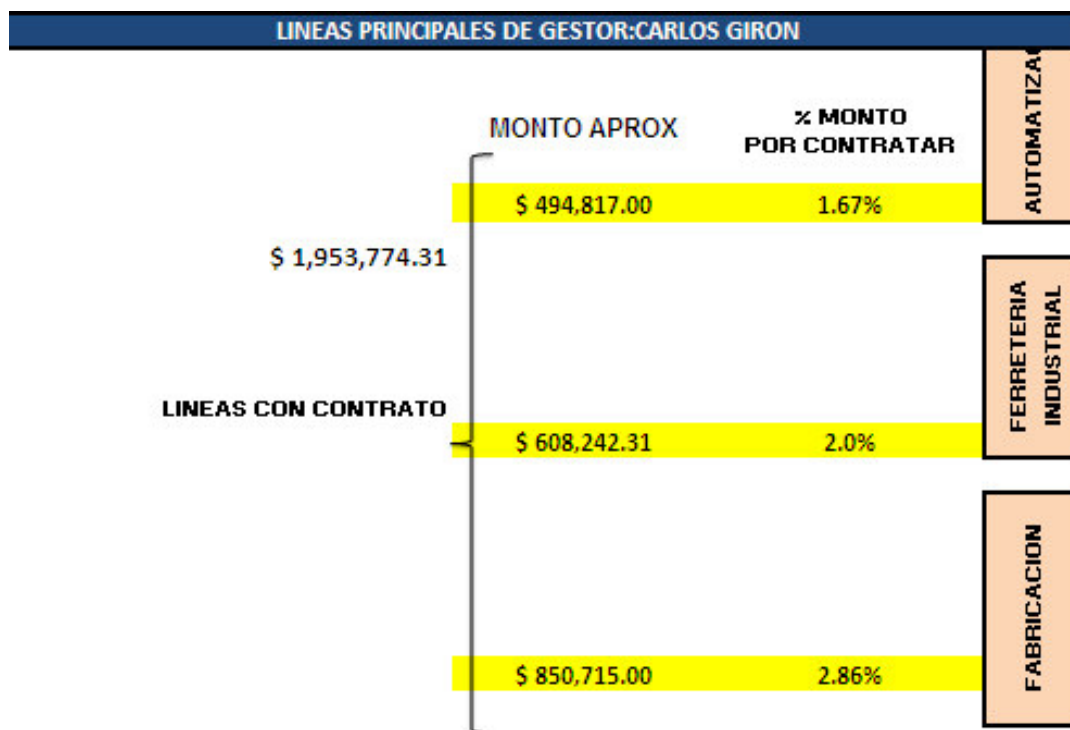 LINEAS PRINCIPALES DE GESTOR:CARLOS GIRON
MONTO APROX
% MONTO
POR CONTRATAR
$ 494,817.00
1.67%
AUTOMATIZA
$ 1,953,774.31
FERRETERIA
INDUSTRIAL
LINEAS CON CONTRATO
$ 608,242.31
2.0%
FABRICACION
$ 850,715.00
2.86%